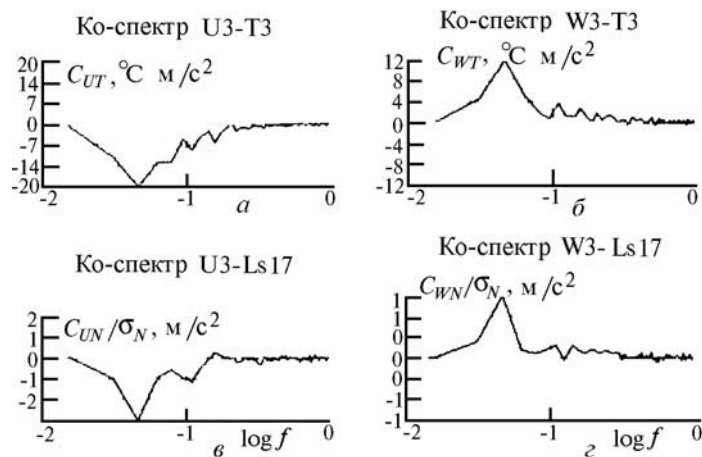 Ко-спектр U3-T3
C_UT, °C м/с²
20
14
7
0
-7
-14
-20
-2
-1
0
а
Ко-спектр W3-T3
C_WT, °C м/с²
12
8
4
0
-4
-8
-12
-2
-1
0
б
Ко-спектр U3-Ls17
C_UN/σ_N, м/с²
2
1
0
-1
-2
-2
-1
0
в
log f
Ко-спектр W3-Ls17
C_WN/σ_N, м/с²
1
1
0
0
0
-1
-1
-2
-1
0
г
log f